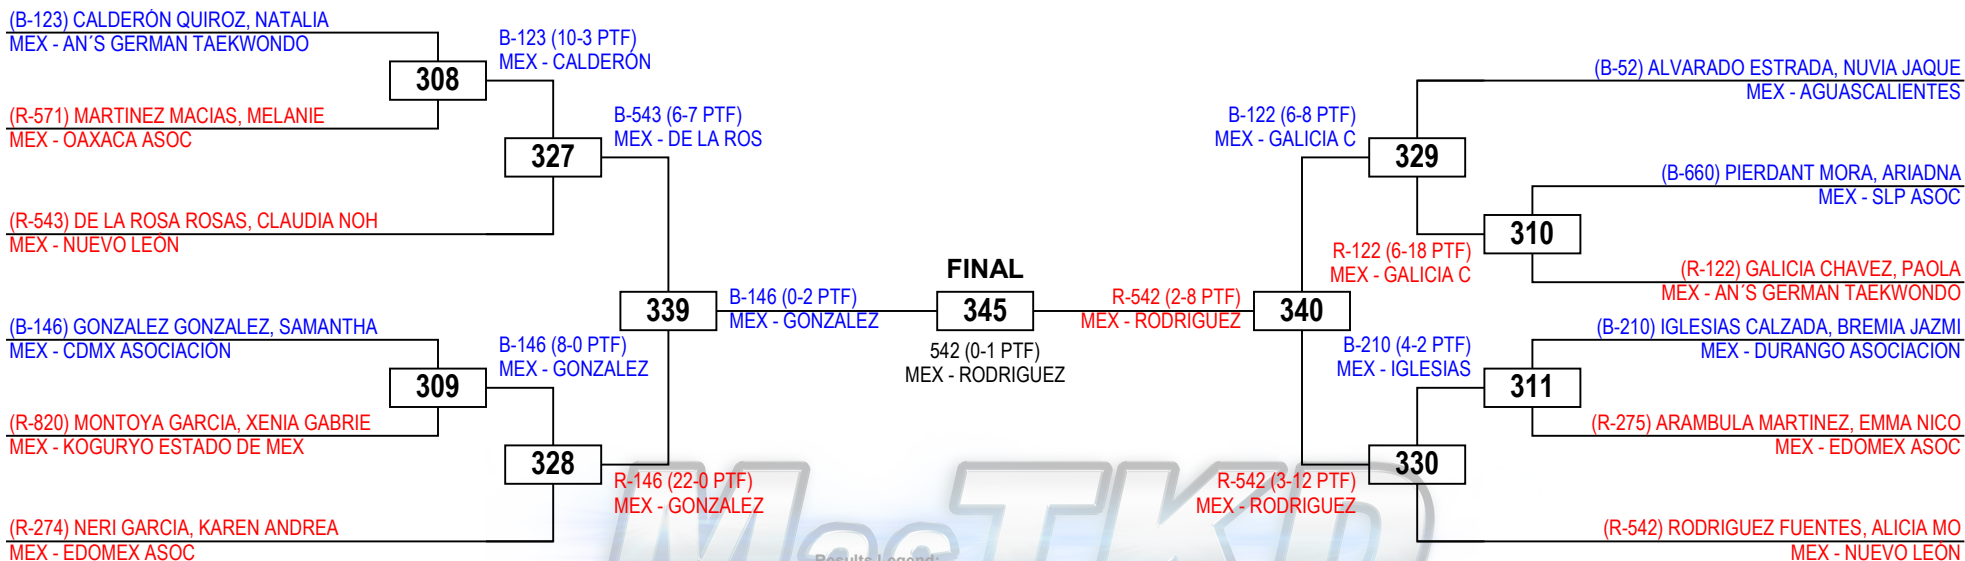 (B-123) CALDERÓN QUIROZ, NATALIA
MEX - AN´S GERMAN TAEKWONDO
308
(R-571) MARTINEZ MACIAS, MELANIE
MEX - OAXACA ASOC
B-123 (10-3 PTF)
MEX - CALDERÓN
327
(R-543) DE LA ROSA ROSAS, CLAUDIA NOH
MEX - NUEVO LEÓN
B-543 (6-7 PTF)
MEX - DE LA ROS
339
(B-146) GONZALEZ GONZALEZ, SAMANTHA
MEX - CDMX ASOCIACIÓN
309
(R-820) MONTOYA GARCIA, XENIA GABRIE
MEX - KOGURYO ESTADO DE MEX
B-146 (8-0 PTF)
MEX - GONZALEZ
328
(R-274) NERI GARCIA, KAREN ANDREA
MEX - EDOMEX ASOC
R-146 (22-0 PTF)
MEX - GONZALEZ
B-146 (0-2 PTF)
MEX - GONZALEZ
FINAL
345
542 (0-1 PTF)
MEX - RODRIGUEZ
R-542 (2-8 PTF)
MEX - RODRIGUEZ
340
B-122 (6-8 PTF)
MEX - GALICIA C
329
(B-52) ALVARADO ESTRADA, NUVIA JAQUE
MEX - AGUASCALIENTES
(B-660) PIERDANT MORA, ARIADNA
MEX - SLP ASOC
310
R-122 (6-18 PTF)
MEX - GALICIA C
(R-122) GALICIA CHAVEZ, PAOLA
MEX - AN´S GERMAN TAEKWONDO
(B-210) IGLESIAS CALZADA, BREMIA JAZMI
MEX - DURANGO ASOCIACION
B-210 (4-2 PTF)
MEX - IGLESIAS
311
(R-275) ARAMBULA MARTINEZ, EMMA NICO
MEX - EDOMEX ASOC
330
R-542 (3-12 PTF)
MEX - RODRIGUEZ
(R-542) RODRIGUEZ FUENTES, ALICIA MO
MEX - NUEVO LEÓN
MasTKD
Results Legend: